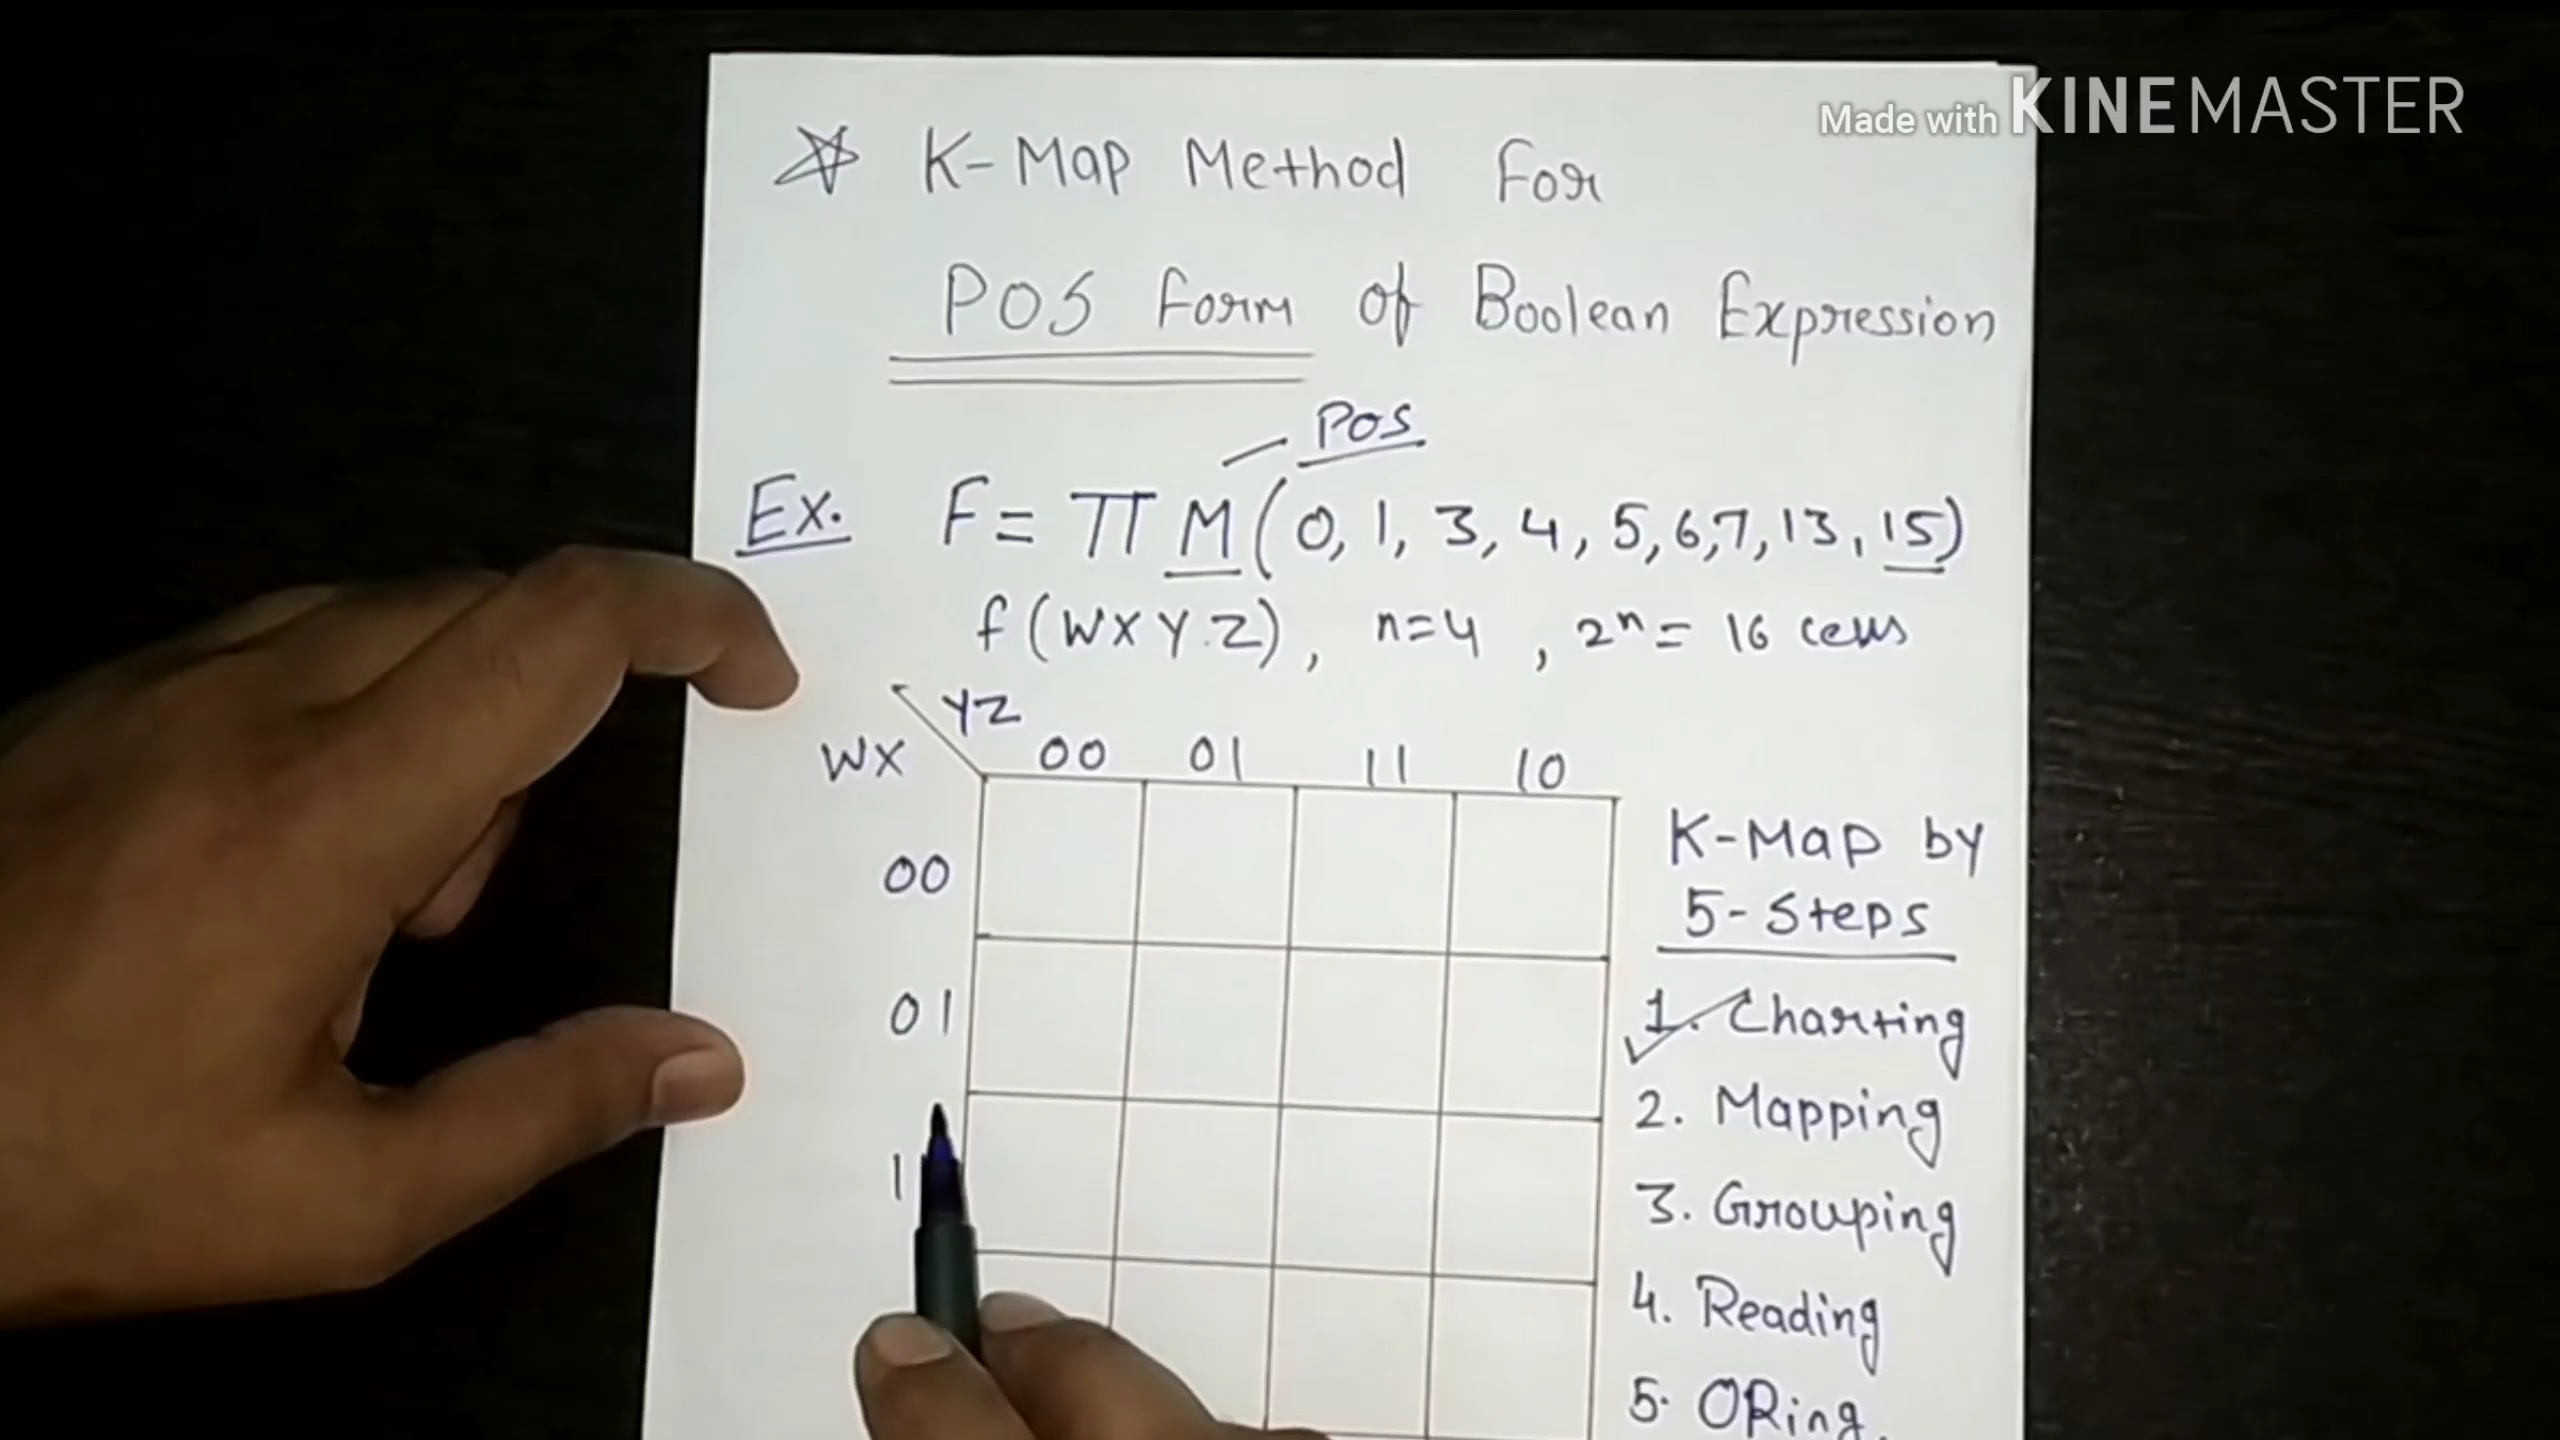 Made with KINEMASTER
K-Map Method For
POS Form of Boolean Expression
POS
Ex. F = π M (0, 1, 3, 4, 5, 6, 7, 13, 15)
f (W X Y Z), n=4, 2ⁿ = 16 cells
YZ
WX 00 01 11 10
00
01
1
K-Map by
5-Steps
1. Charting
2. Mapping
3. Grouping
4. Reading
5. ORing.